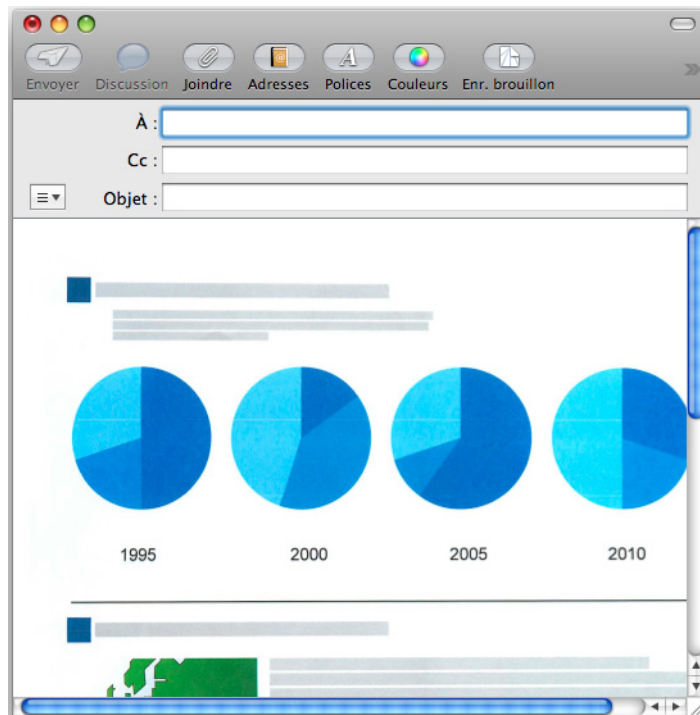 Envoyer Discussion Joindre Adresses Polices Couleurs Enr. brouillon
À :
Cc :
Objet :
1995 2000 2005 2010